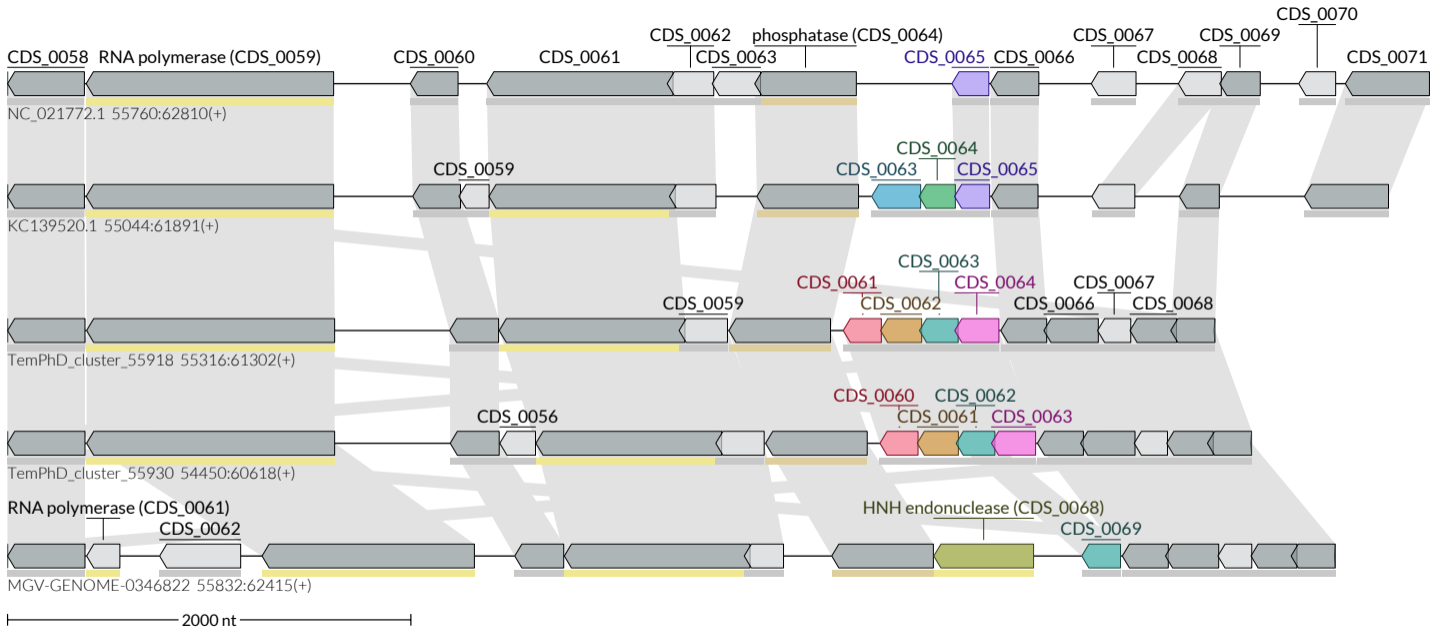 CDS_0070
CDS_0062 phosphatase (CDS_0064) CDS_0067 CDS_0069
CDS_0058 RNA polymerase (CDS_0059) CDS_0060 CDS_0061 CDS_0063 CDS_0065 CDS_0066 CDS_0068 CDS_0071
NC_021772.1 55760:62810(+)
CDS_0064
CDS_0059 CDS_0063 CDS_0065
KC139520.1 55044:61891(+)
CDS_0063
CDS_0061 CDS_0064 CDS_0067
CDS_0059 CDS_0062 CDS_0066 CDS_0068
TemPhD_cluster_55918 55316:61302(+)
CDS_0060 CDS_0062
CDS_0056 CDS_0061 CDS_0063
TemPhD_cluster_55930 54450:60618(+)
RNA polymerase (CDS_0061) HNH endonuclease (CDS_0068)
CDS_0062 CDS_0069
MGV-GENOME-0346822 55832:62415(+)
2000 nt